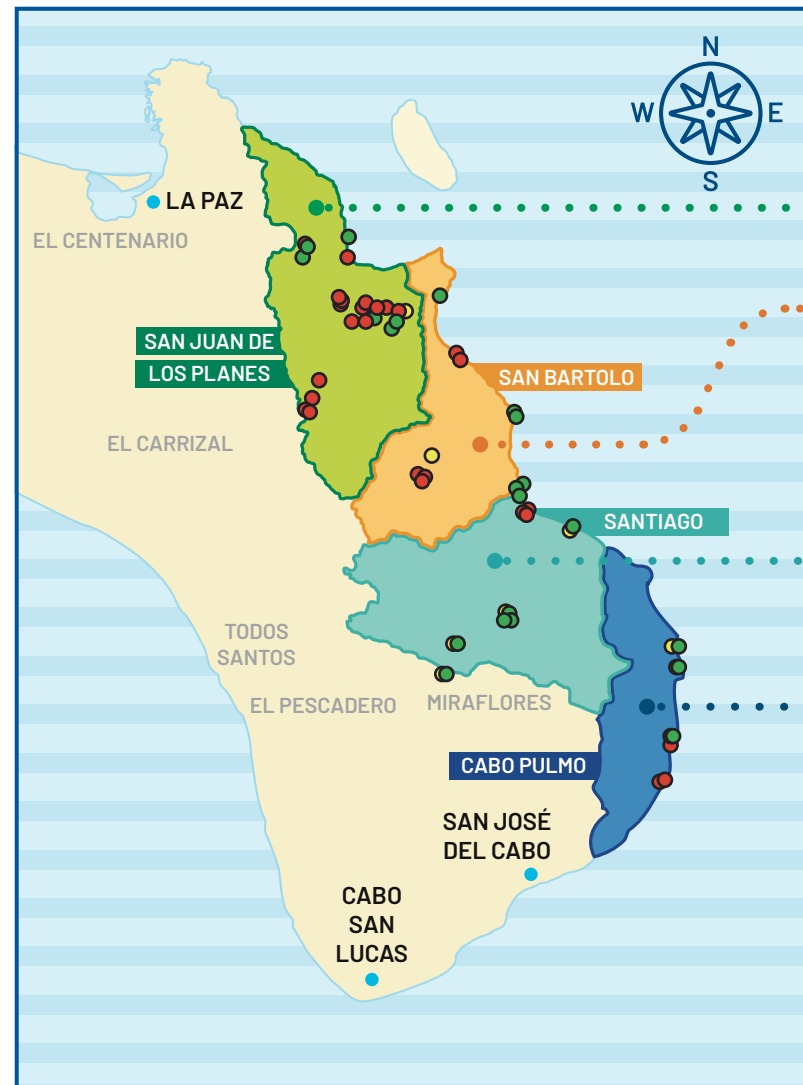 N
W
E
S
LA PAZ
EL CENTENARIO
SAN JUAN DE
LOS PLANES
SAN BARTOLO
EL CARRIZAL
SANTIAGO
TODOS
SANTOS
EL PESCADERO
MIRAFLORES
CABO PULMO
SAN JOSÉ
DEL CABO
CABO
SAN
LUCAS